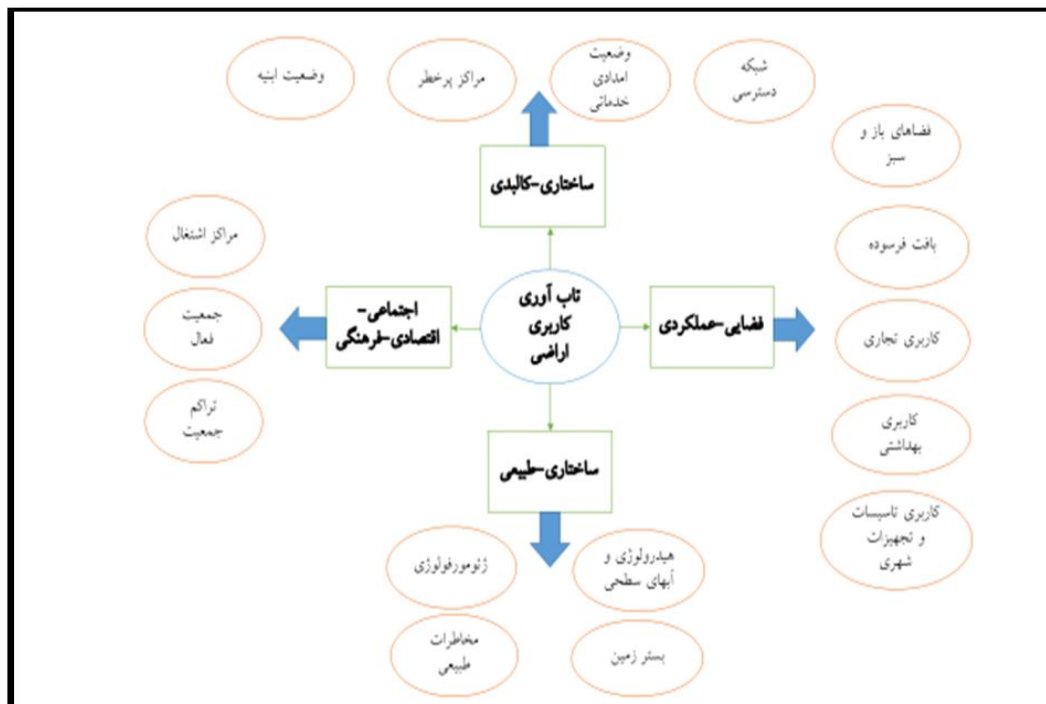 شبکه
دسترسی
وضعیت
امدادی
خدماتی
مراکز پرخطر
وضعیت ابنیه
ساختاری-کالبدی
فضاهای باز و
سبز
بافت فرسوده
کاربری تجاری
کاربری
بهداشتی
کاربری تاسیسات
و تجهیزات
شهری
فضایی-عملکردی
تاب آوری
کاربری
اراضی
اجتماعی-
اقتصادی-فرهنگی
مراکز اشتغال
جمعیت
فعال
تراکم
جمعیت
ساختاری-طبیعی
هیدرولوژی و
آبهای سطحی
ژئومورفولوژی
بستر زمین
مخاطرات
طبیعی